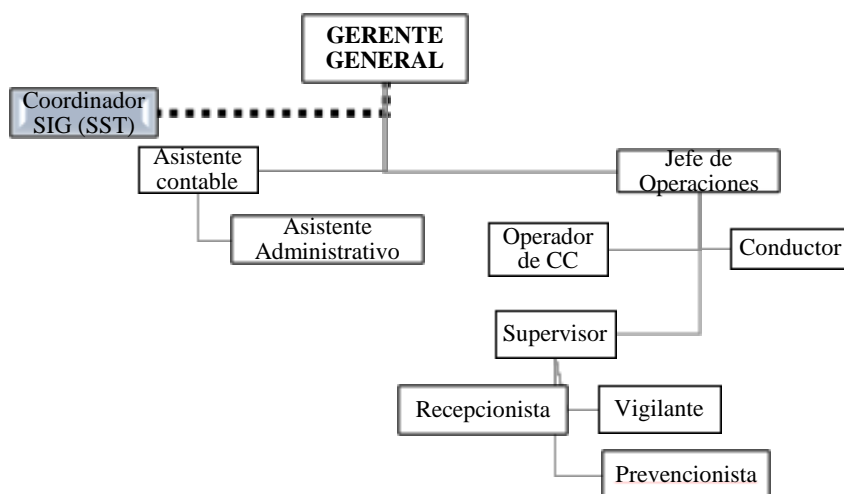 GERENTE
GENERAL
Coordinador
SIG (SST)
Asistente
contable
Jefe de
Operaciones
Asistente
Administrativo
Operador
de CC
Conductor
Supervisor
Recepcionista
Vigilante
Prevencionista